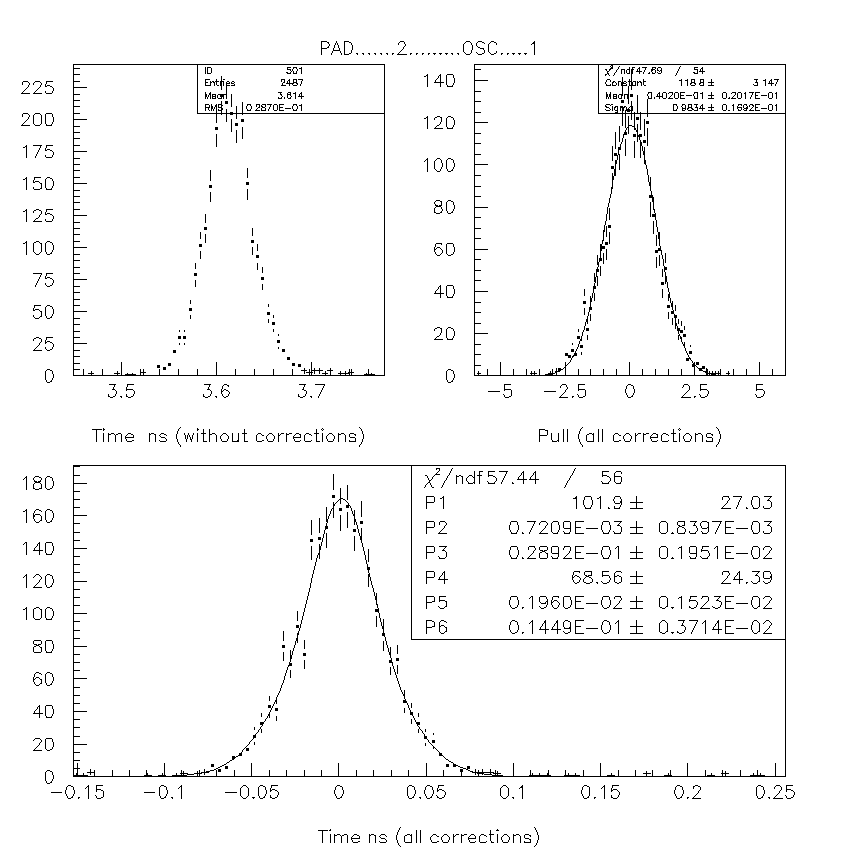 PAD.......2.........OSC.....1
ID 501
Entries 2487
Mean 3.614
RMS 0.2870E-01
225
200
175
150
125
100
75
50
25
0
3.5 3.6 3.7
Time ns (without corrections)
χ²/ndf 47.69 / 54
Constant 118.8 ± 3.147
Mean 0.4020E-01 ± 0.2017E-01
Sigma 0.9834 ± 0.1692E-01
140
120
100
80
60
40
20
0
−5 −2.5 0 2.5 5
Pull (all corrections)
χ²/ndf 57.44 / 56
P1 101.9 ± 27.03
P2 0.7209E−03 ± 0.8397E−03
P3 0.2892E−01 ± 0.1951E−02
P4 68.56 ± 24.39
P5 0.1960E−02 ± 0.1523E−02
P6 0.1449E−01 ± 0.3714E−02
180
160
140
120
100
80
60
40
20
0
−0.15 −0.1 −0.05 0 0.05 0.1 0.15 0.2 0.25
Time ns (all corrections)